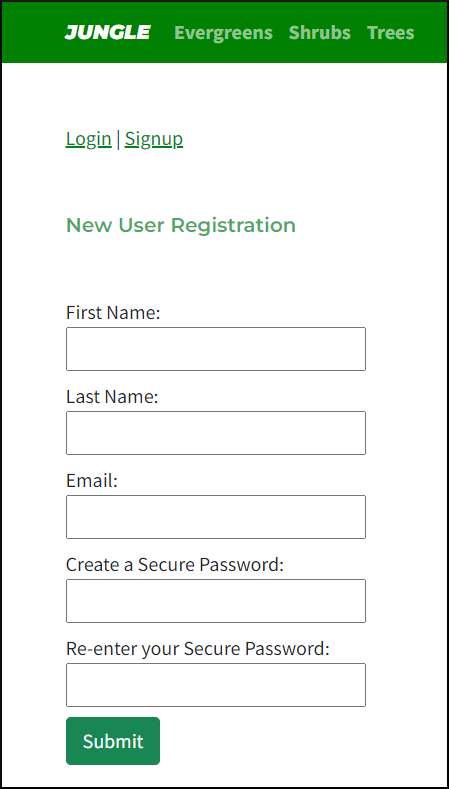 JUNGLE Evergreens Shrubs Trees
Login | Signup
New User Registration
First Name:
Last Name:
Email:
Create a Secure Password:
Re-enter your Secure Password:
Submit